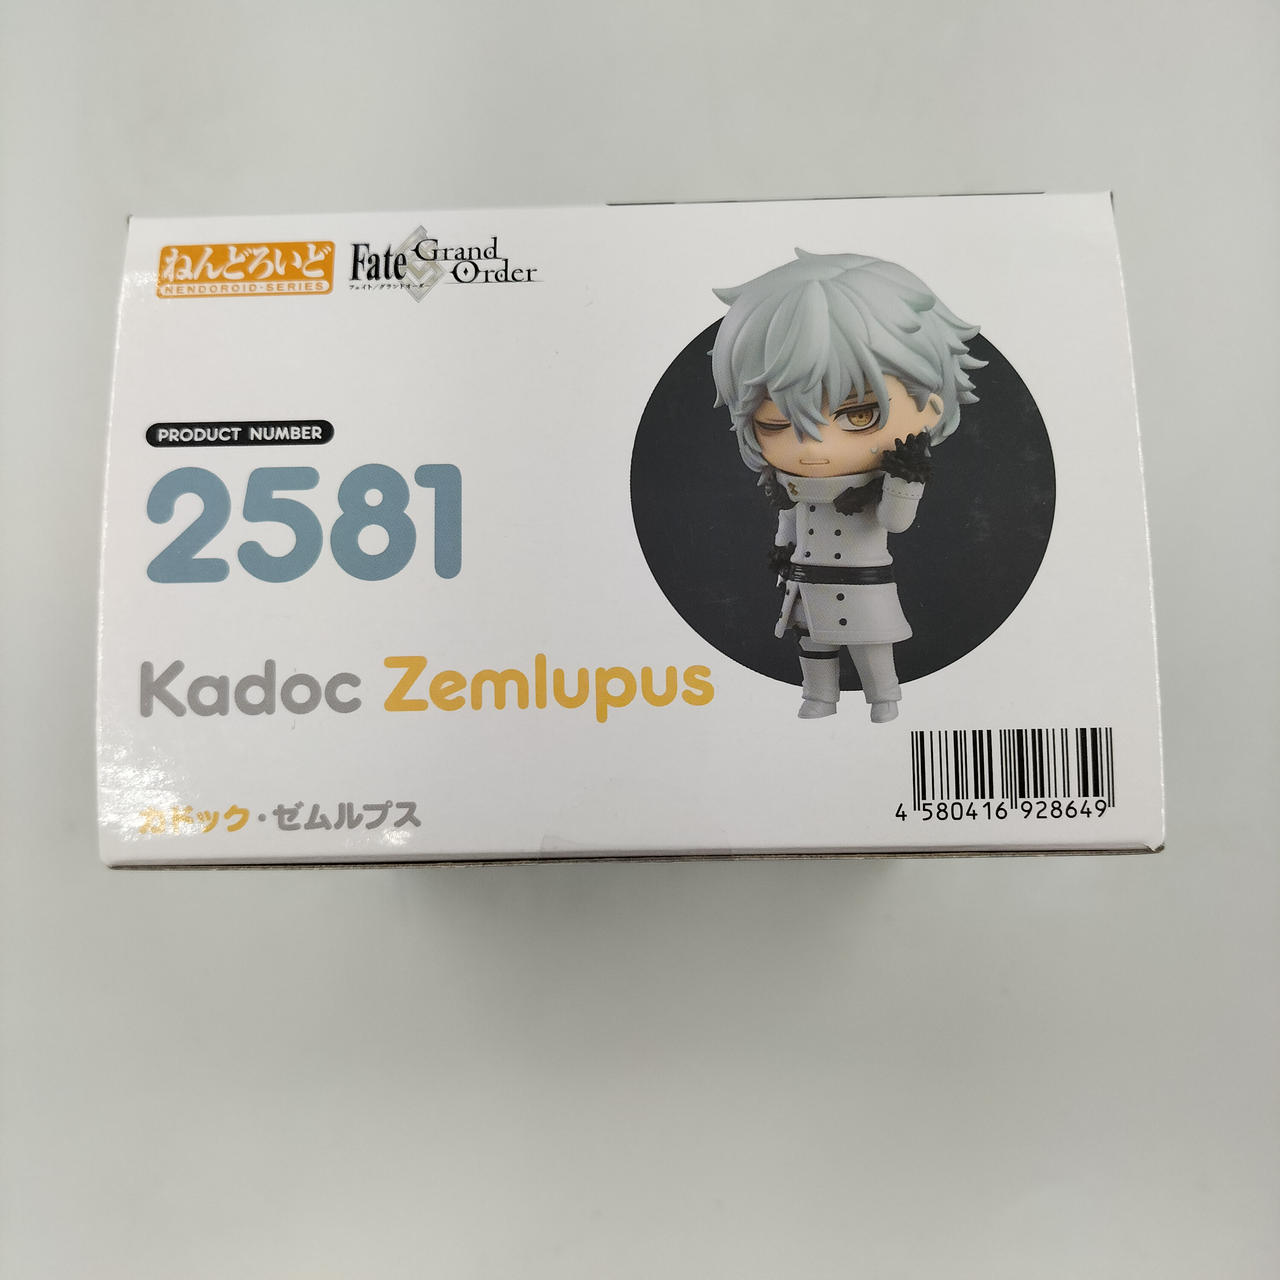 ねんどろいど
NENDOROID・SERIES
Fate Grand Order
フェイト/グランドオーダー
PRODUCT NUMBER
2581
Kadoc Zemlupus
カドック・ゼムルプス
4 580416 928649